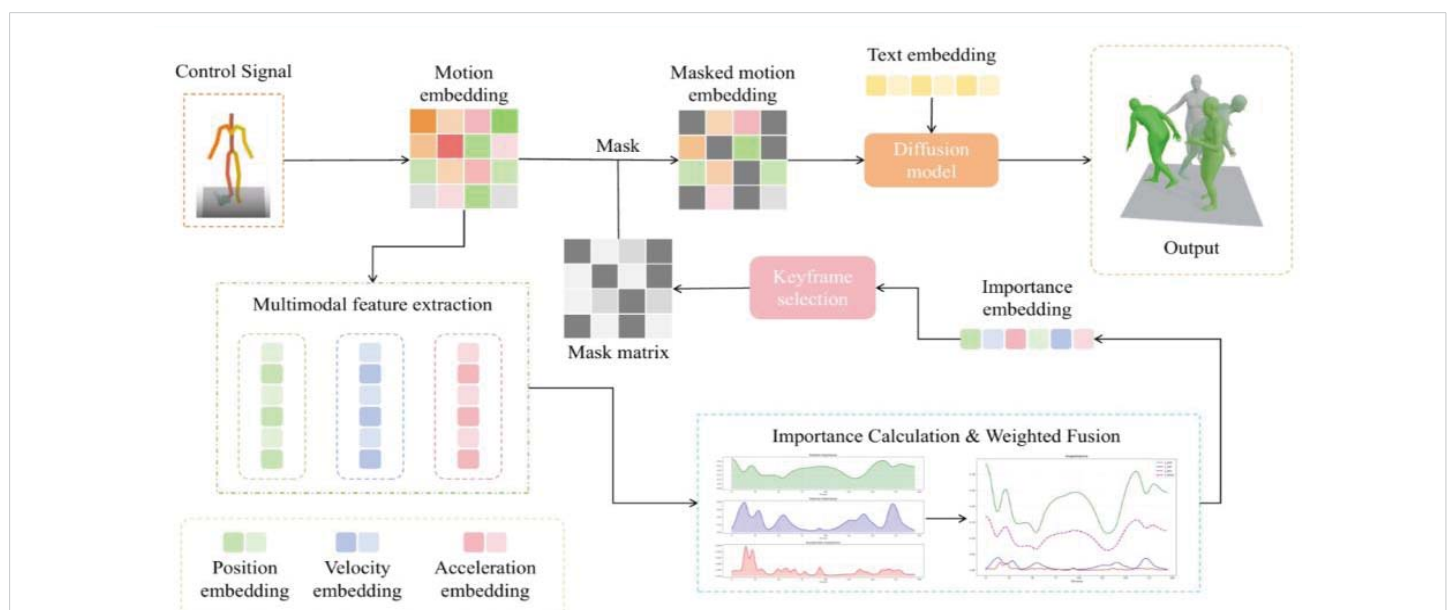 Control Signal
Motion
embedding
Masked motion
embedding
Text embedding
Mask
Diffusion
model
Output
Multimodal feature extraction
Mask matrix
Keyframe
selection
Importance
embedding
Importance Calculation & Weighted Fusion
Position
embedding
Velocity
embedding
Acceleration
embedding